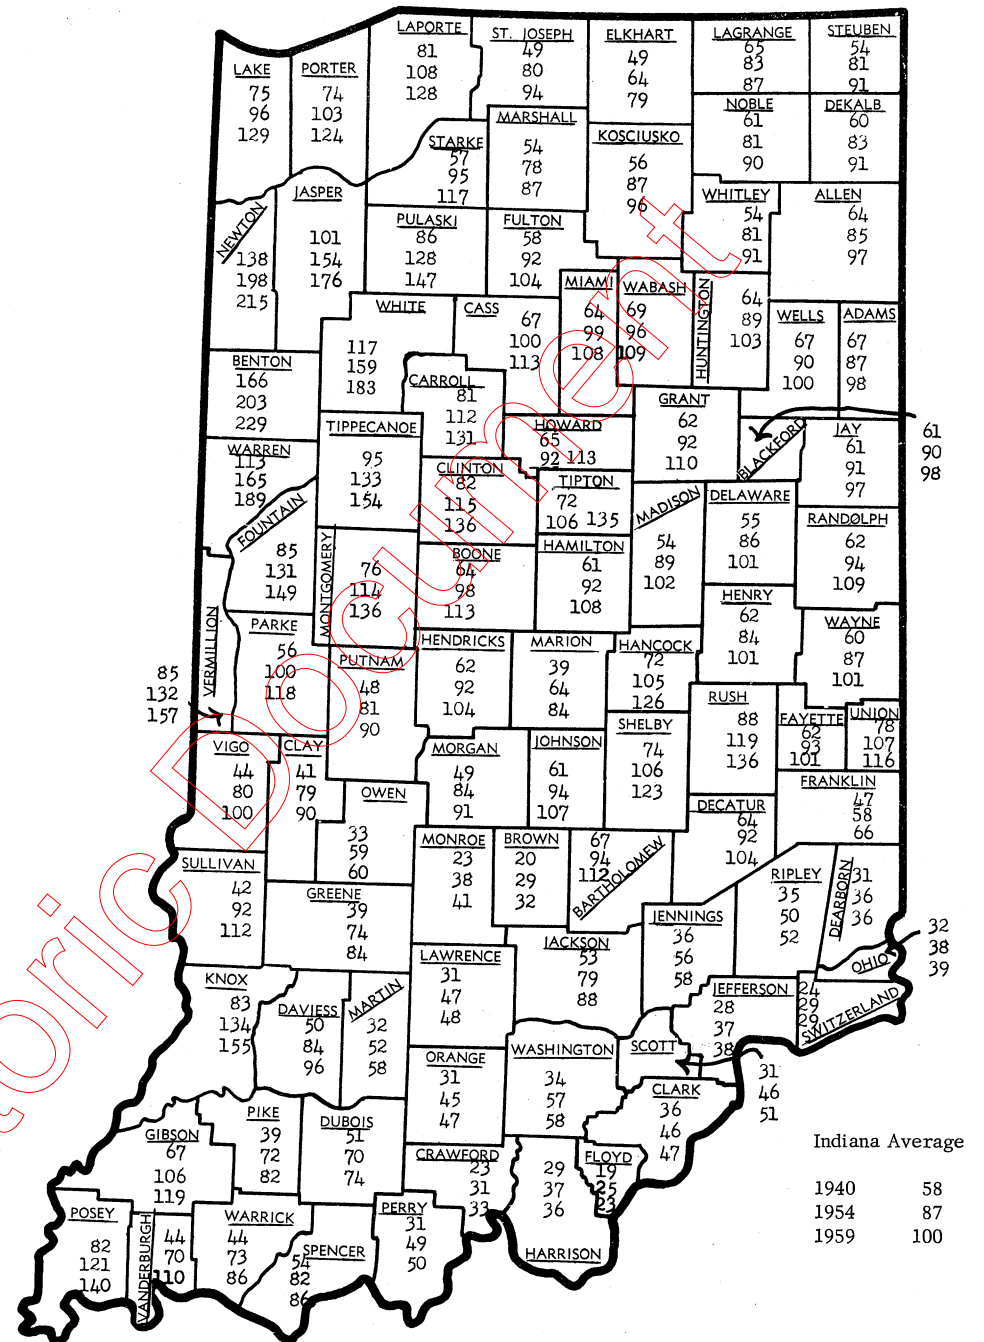 LAPORTE
81
108
128
ST. JOSEPH
49
80
94
ELKHART
49
64
79
LAGRANGE
65
83
87
STEUBEN
54
81
91
LAKE
75
96
129
PORTER
74
103
124
NOBLE
61
81
90
DEKALB
60
83
91
MARSHALL
54
78
87
KOSCIUSKO
56
87
96
STARKE
57
95
117
JASPER
101
154
176
NEWTON
138
198
215
PULASKI
86
128
147
FULTON
58
92
104
WHITLEY
54
81
91
ALLEN
64
85
97
MIAMI
64
99
108
WABASH
69
96
109
HUNTINGTON
64
89
103
WELLS
67
90
100
ADAMS
67
87
98
WHITE
117
159
183
CASS
67
100
113
BENTON
166
203
229
CARROLL
81
112
131
GRANT
62
92
110
BLACKFORD
61
90
98
JAY
61
91
97
HOWARD
65
92 113
TIPPECANOE
95
133
154
WARREN
113
165
189
CLINTON
82
115
136
TIPTON
72
106 135
MADISON
54
89
102
DELAWARE
55
86
101
RANDOLPH
62
94
109
FOUNTAIN
85
131
149
MONTGOMERY
76
114
136
BOONE
64
98
113
HAMILTON
61
92
108
HENRY
62
84
101
WAYNE
60
87
101
VERMILLION
85
132
157
PARKE
56
100
118
PUTNAM
48
81
90
HENDRICKS
62
92
104
MARION
39
64
84
HANCOCK
72
105
126
RUSH
88
119
136
FAYETTE
62
93
101
UNION
78
107
116
SHELBY
74
106
123
VIGO
44
80
100
CLAY
41
79
90
MORGAN
49
84
91
JOHNSON
61
94
107
FRANKLIN
47
58
66
OWEN
33
59
60
DECATUR
64
92
104
MONROE
23
38
41
BROWN
20
29
32
67
94
112
BARTHOLOMEW
SULLIVAN
42
92
112
GREENE
39
74
84
RIPLEY
35
50
52
DEARBORN
31
36
36
JENNINGS
36
56
58
JACKSON
53
79
88
LAWRENCE
31
47
48
OHIO
32
38
39
KNOX
83
134
155
DAVIESS
50
84
96
MARTIN
32
52
58
JEFFERSON
28
37
38
24
29
29
SWITZERLAND
ORANGE
31
45
47
WASHINGTON
34
57
58
SCOTT
31
46
51
CLARK
36
46
47
PIKE
39
72
82
DUBOIS
51
70
74
GIBSON
67
106
119
CRAWFORD
23
31
33
29
37
36
HARRISON
FLOYD
19
25
23
POSEY
82
121
140
VANDERBURGH
44
70
110
WARRICK
44
73
86
SPENCER
54
82
86
PERRY
31
49
50
Indiana Average
1940 58
1954 87
1959 100
oric Document